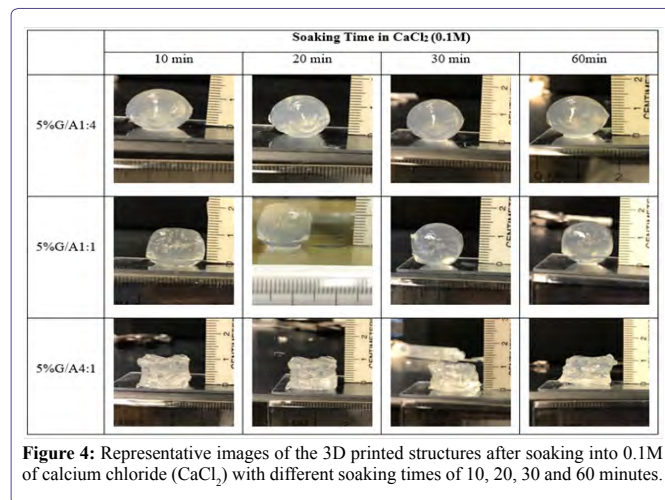 Soaking Time in CaCl₂ (0.1M)
10 min 20 min 30 min 60min
5%G/A1:4
5%G/A1:1
5%G/A4:1
Figure 4: Representative images of the 3D printed structures after soaking into 0.1M
of calcium chloride (CaCl₂) with different soaking times of 10, 20, 30 and 60 minutes.